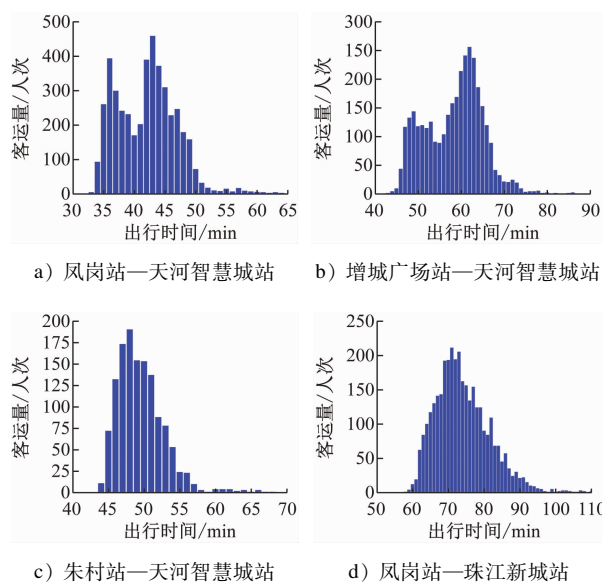 500
400
300
200
100
0
30 35 40 45 50 55 60 65
客运量/人次
出行时间/min
a）凤岗站—天河智慧城站
300
250
200
150
100
50
0
40 50 60 70 80 90
客运量/人次
出行时间/min
b）增城广场站—天河智慧城站
200
175
150
125
100
75
50
25
0
40 45 50 55 60 65 70
客运量/人次
出行时间/min
c）朱村站—天河智慧城站
250
200
150
100
50
0
50 60 70 80 90 100 110
客运量/人次
出行时间/min
d）凤岗站—珠江新城站